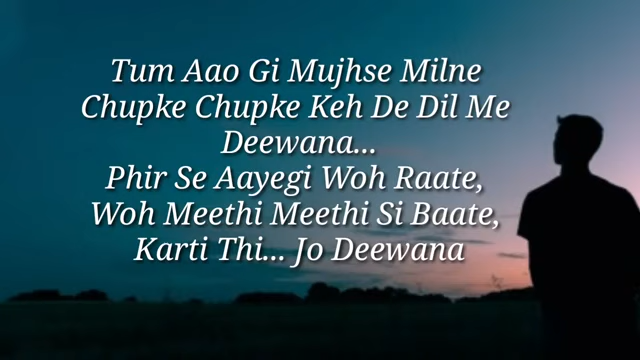 Tum Aao Gi Mujhse Milne
Chupke Chupke Keh De Dil Me
Deewana...
Phir Se Aayegi Woh Raate,
Woh Meethi Meethi Si Baate,
Karti Thi... Jo Deewana